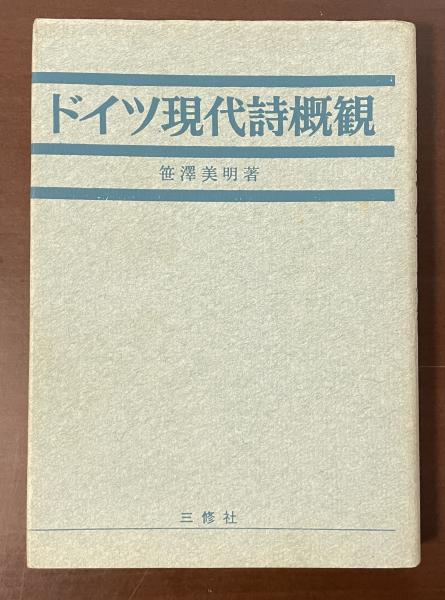 ドイツ現代詩概観
笹澤美明著
三修社